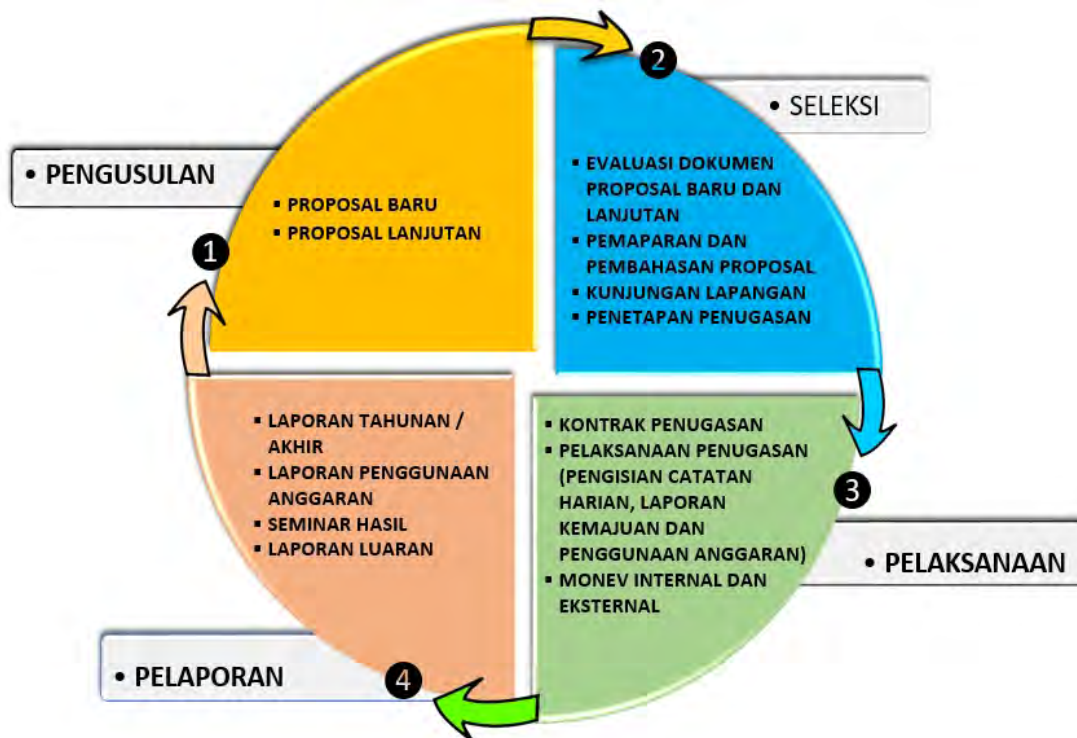 1
• PENGUSULAN
▪ PROPOSAL BARU
▪ PROPOSAL LANJUTAN
2
• SELEKSI
▪ EVALUASI DOKUMEN
PROPOSAL BARU DAN
LANJUTAN
▪ PEMAPARAN DAN
PEMBAHASAN PROPOSAL
▪ KUNJUNGAN LAPANGAN
▪ PENETAPAN PENUGASAN
3
• PELAKSANAAN
▪ KONTRAK PENUGASAN
▪ PELAKSANAAN PENUGASAN
(PENGISIAN CATATAN
HARIAN, LAPORAN
KEMAJUAN DAN
PENGGUNAAN ANGGARAN)
▪ MONEV INTERNAL DAN
EKSTERNAL
4
• PELAPORAN
▪ LAPORAN TAHUNAN /
AKHIR
▪ LAPORAN PENGGUNAAN
ANGGARAN
▪ SEMINAR HASIL
▪ LAPORAN LUARAN